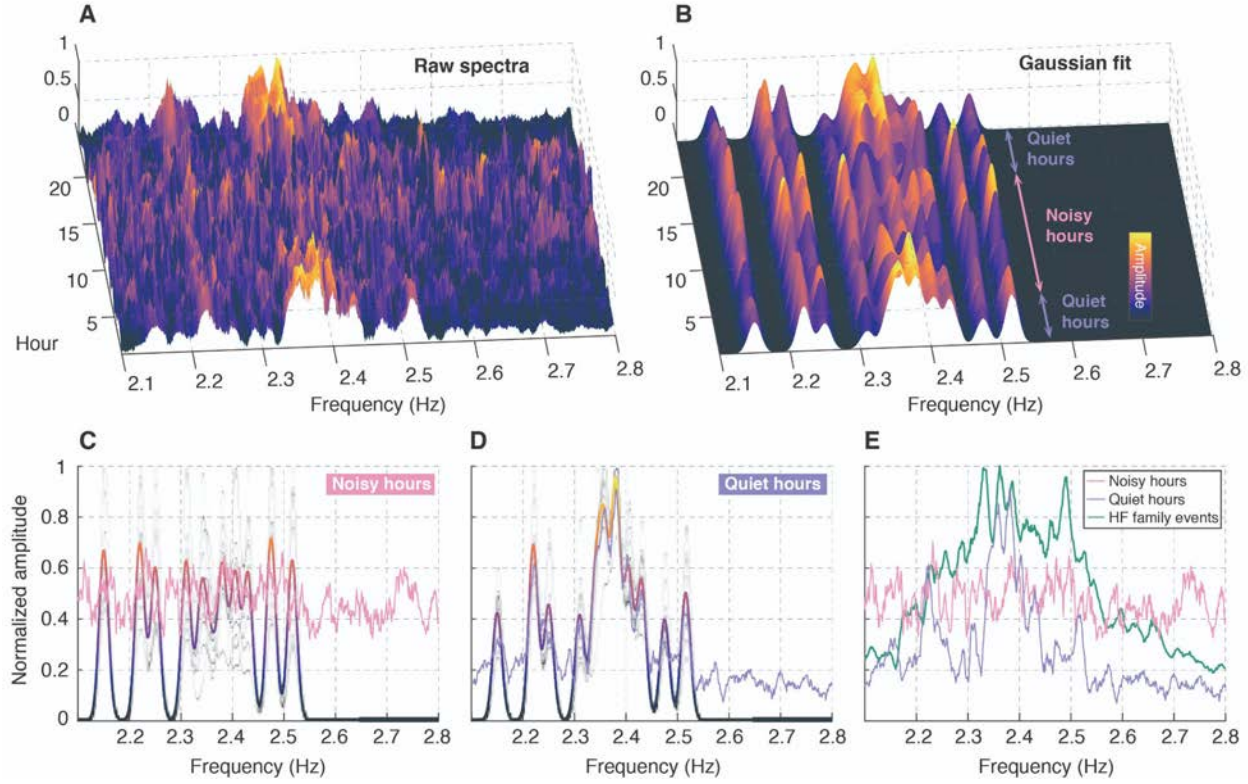 A
Raw spectra
1
0.5
0
20
15
10
5
Hour
2.1
2.2
2.3
2.4
2.5
2.6
2.7
2.8
Frequency (Hz)
B
Gaussian fit
1
0.5
0
20
15
10
5
Quiet
hours
Noisy
hours
Quiet
hours
Amplitude
2.1
2.2
2.3
2.4
2.5
2.6
2.7
2.8
Frequency (Hz)
C
Noisy hours
Normalized amplitude
1
0.8
0.6
0.4
0.2
0
2.2
2.3
2.4
2.5
2.6
2.7
2.8
Frequency (Hz)
D
Quiet hours
2.2
2.3
2.4
2.5
2.6
2.7
2.8
Frequency (Hz)
E
Noisy hours
Quiet hours
HF family events
2.2
2.3
2.4
2.5
2.6
2.7
2.8
Frequency (Hz)